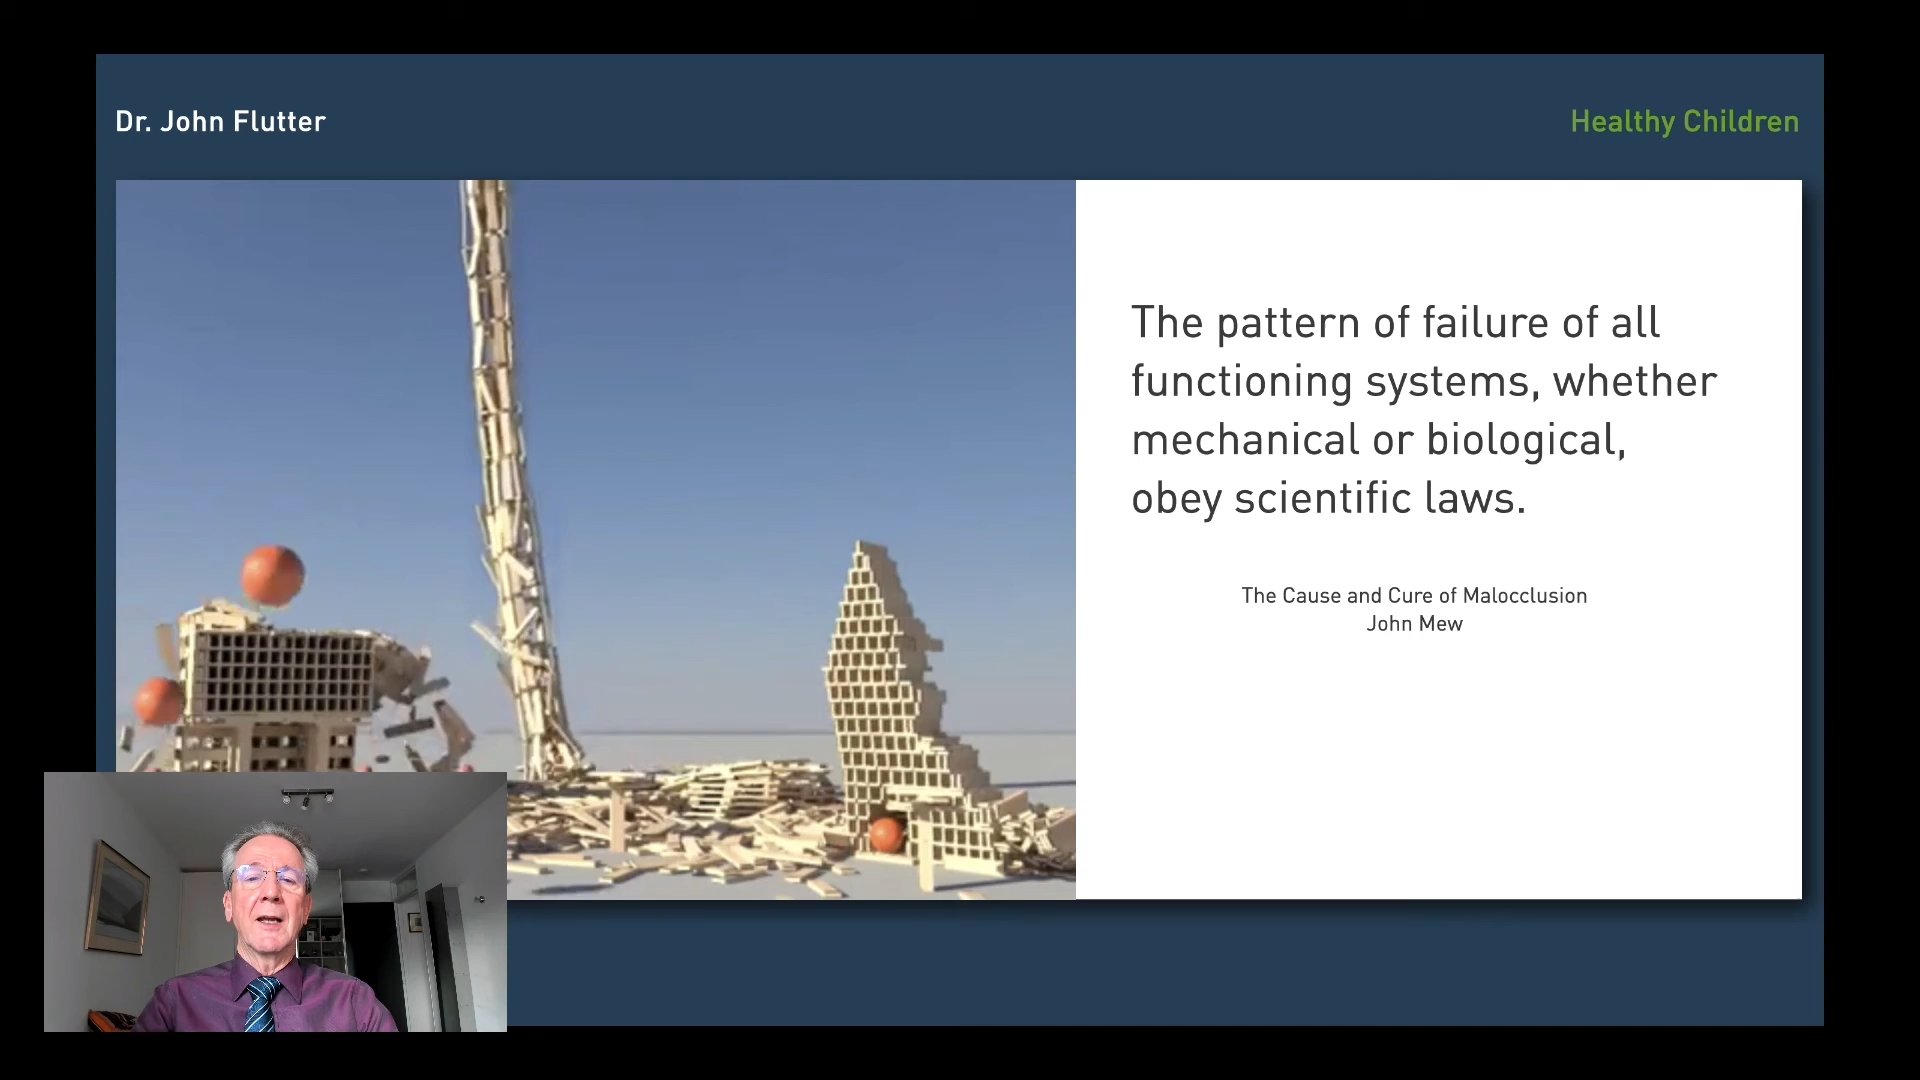 Dr. John Flutter
Healthy Children
The pattern of failure of all
functioning systems, whether
mechanical or biological,
obey scientific laws.
The Cause and Cure of Malocclusion
John Mew